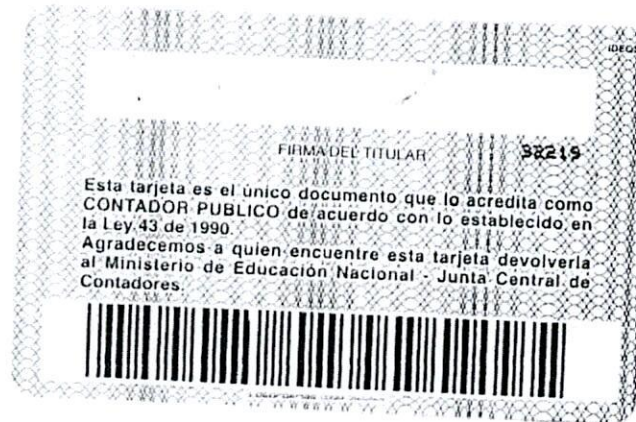 FIRMA DEL TITULAR 38219
Esta tarjeta es el único documento que lo acredita como
CONTADOR PUBLICO de acuerdo con lo establecido en
la Ley 43 de 1990.
Agradecemos a quien encuentre esta tarjeta devolverla
al Ministerio de Educación Nacional - Junta Central de
Contadores.